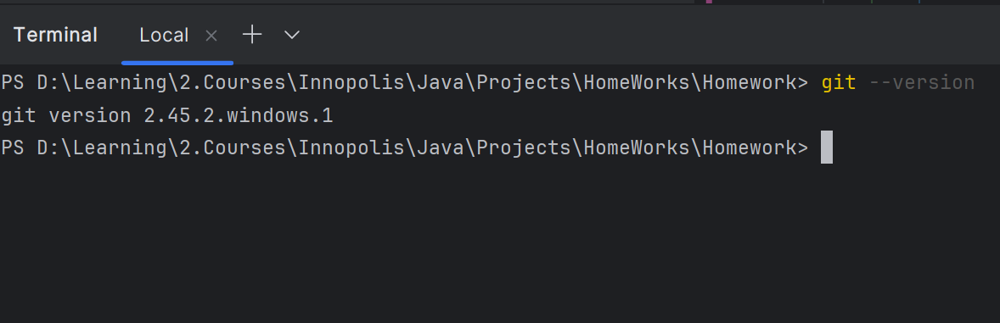 Terminal Local
PS D:\Learning\2.Courses\Innopolis\Java\Projects\HomeWorks\Homework> git --version
git version 2.45.2.windows.1
PS D:\Learning\2.Courses\Innopolis\Java\Projects\HomeWorks\Homework>